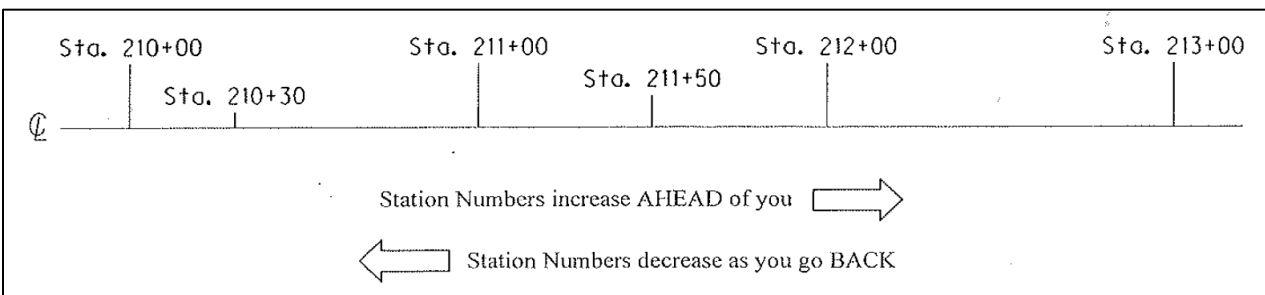 Sta. 210+00 Sta. 211+00 Sta. 212+00 Sta. 213+00
Sta. 210+30 Sta. 211+50
℄
Station Numbers increase AHEAD of you
Station Numbers decrease as you go BACK